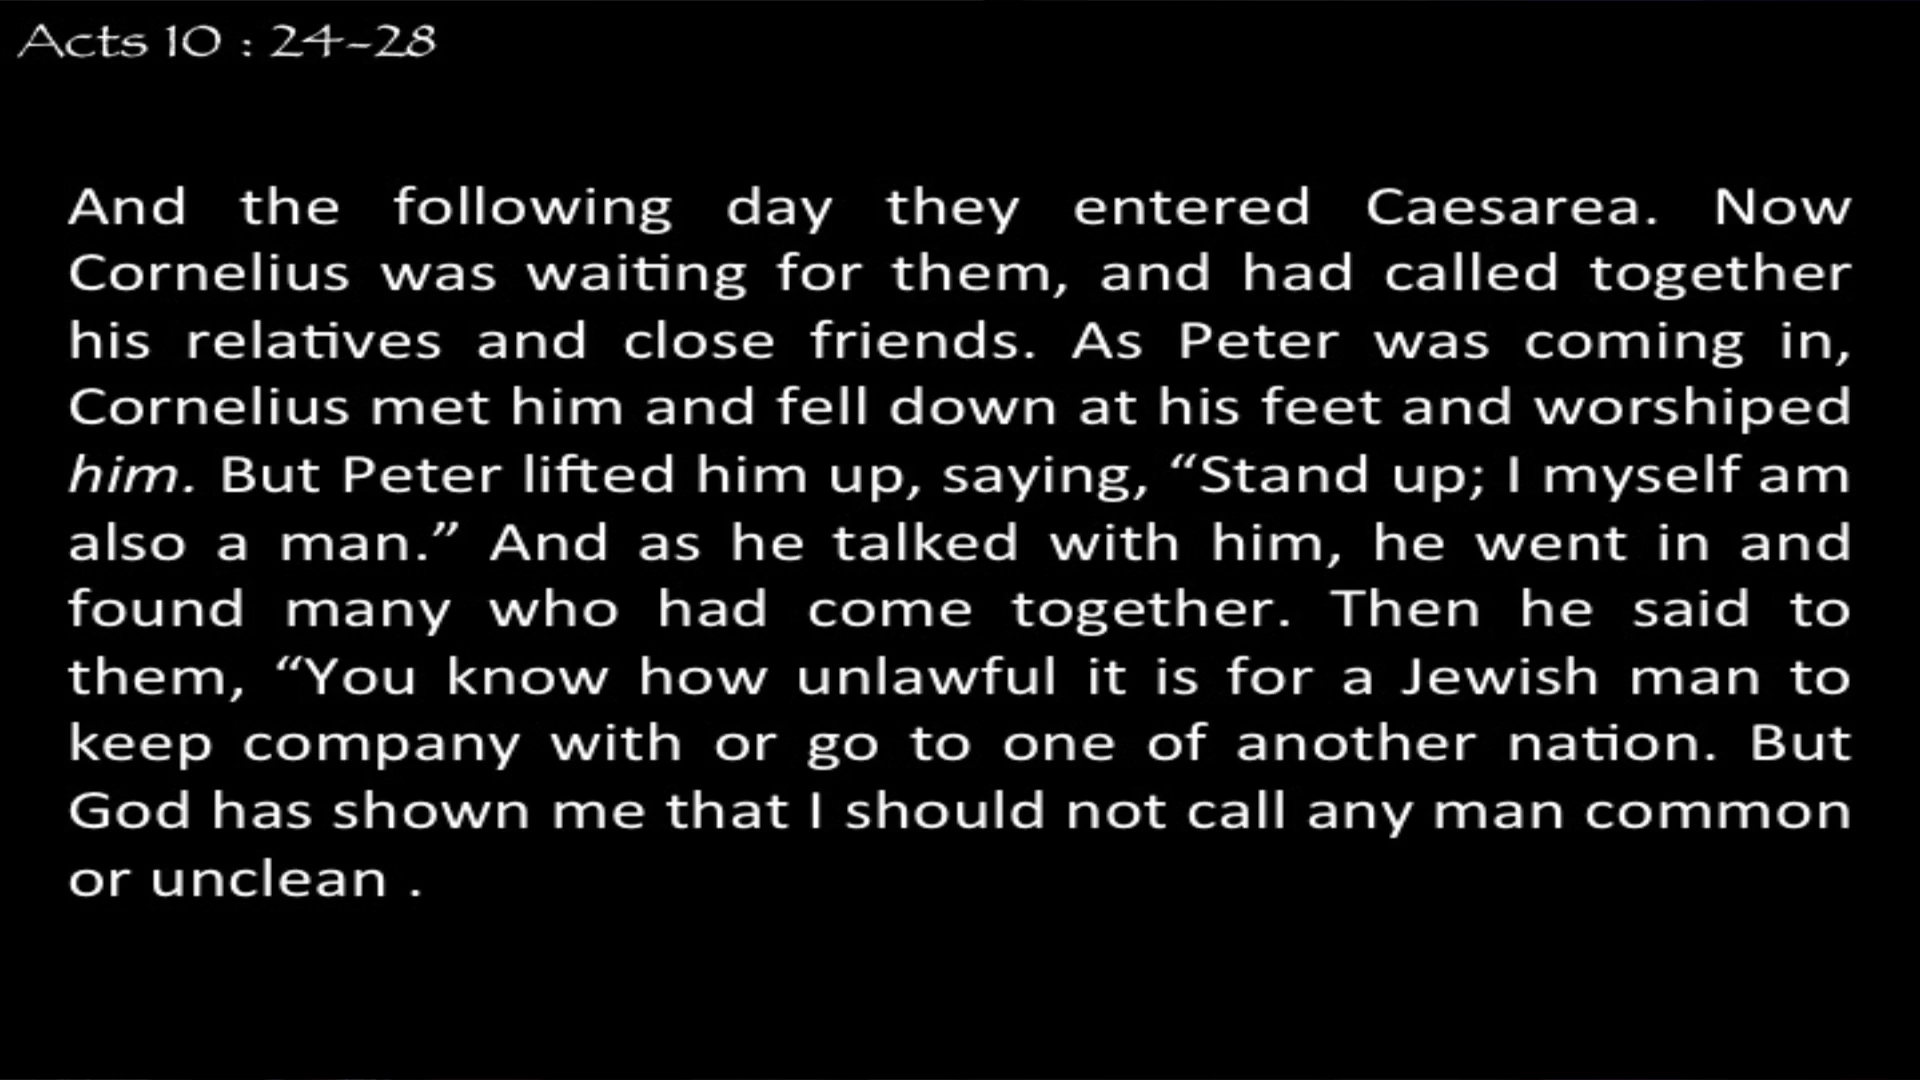 Acts 10 : 24-28
And the following day they entered Caesarea. Now
Cornelius was waiting for them, and had called together
his relatives and close friends. As Peter was coming in,
Cornelius met him and fell down at his feet and worshiped
him. But Peter lifted him up, saying, “Stand up; I myself am
also a man.” And as he talked with him, he went in and
found many who had come together. Then he said to
them, “You know how unlawful it is for a Jewish man to
keep company with or go to one of another nation. But
God has shown me that I should not call any man common
or unclean .